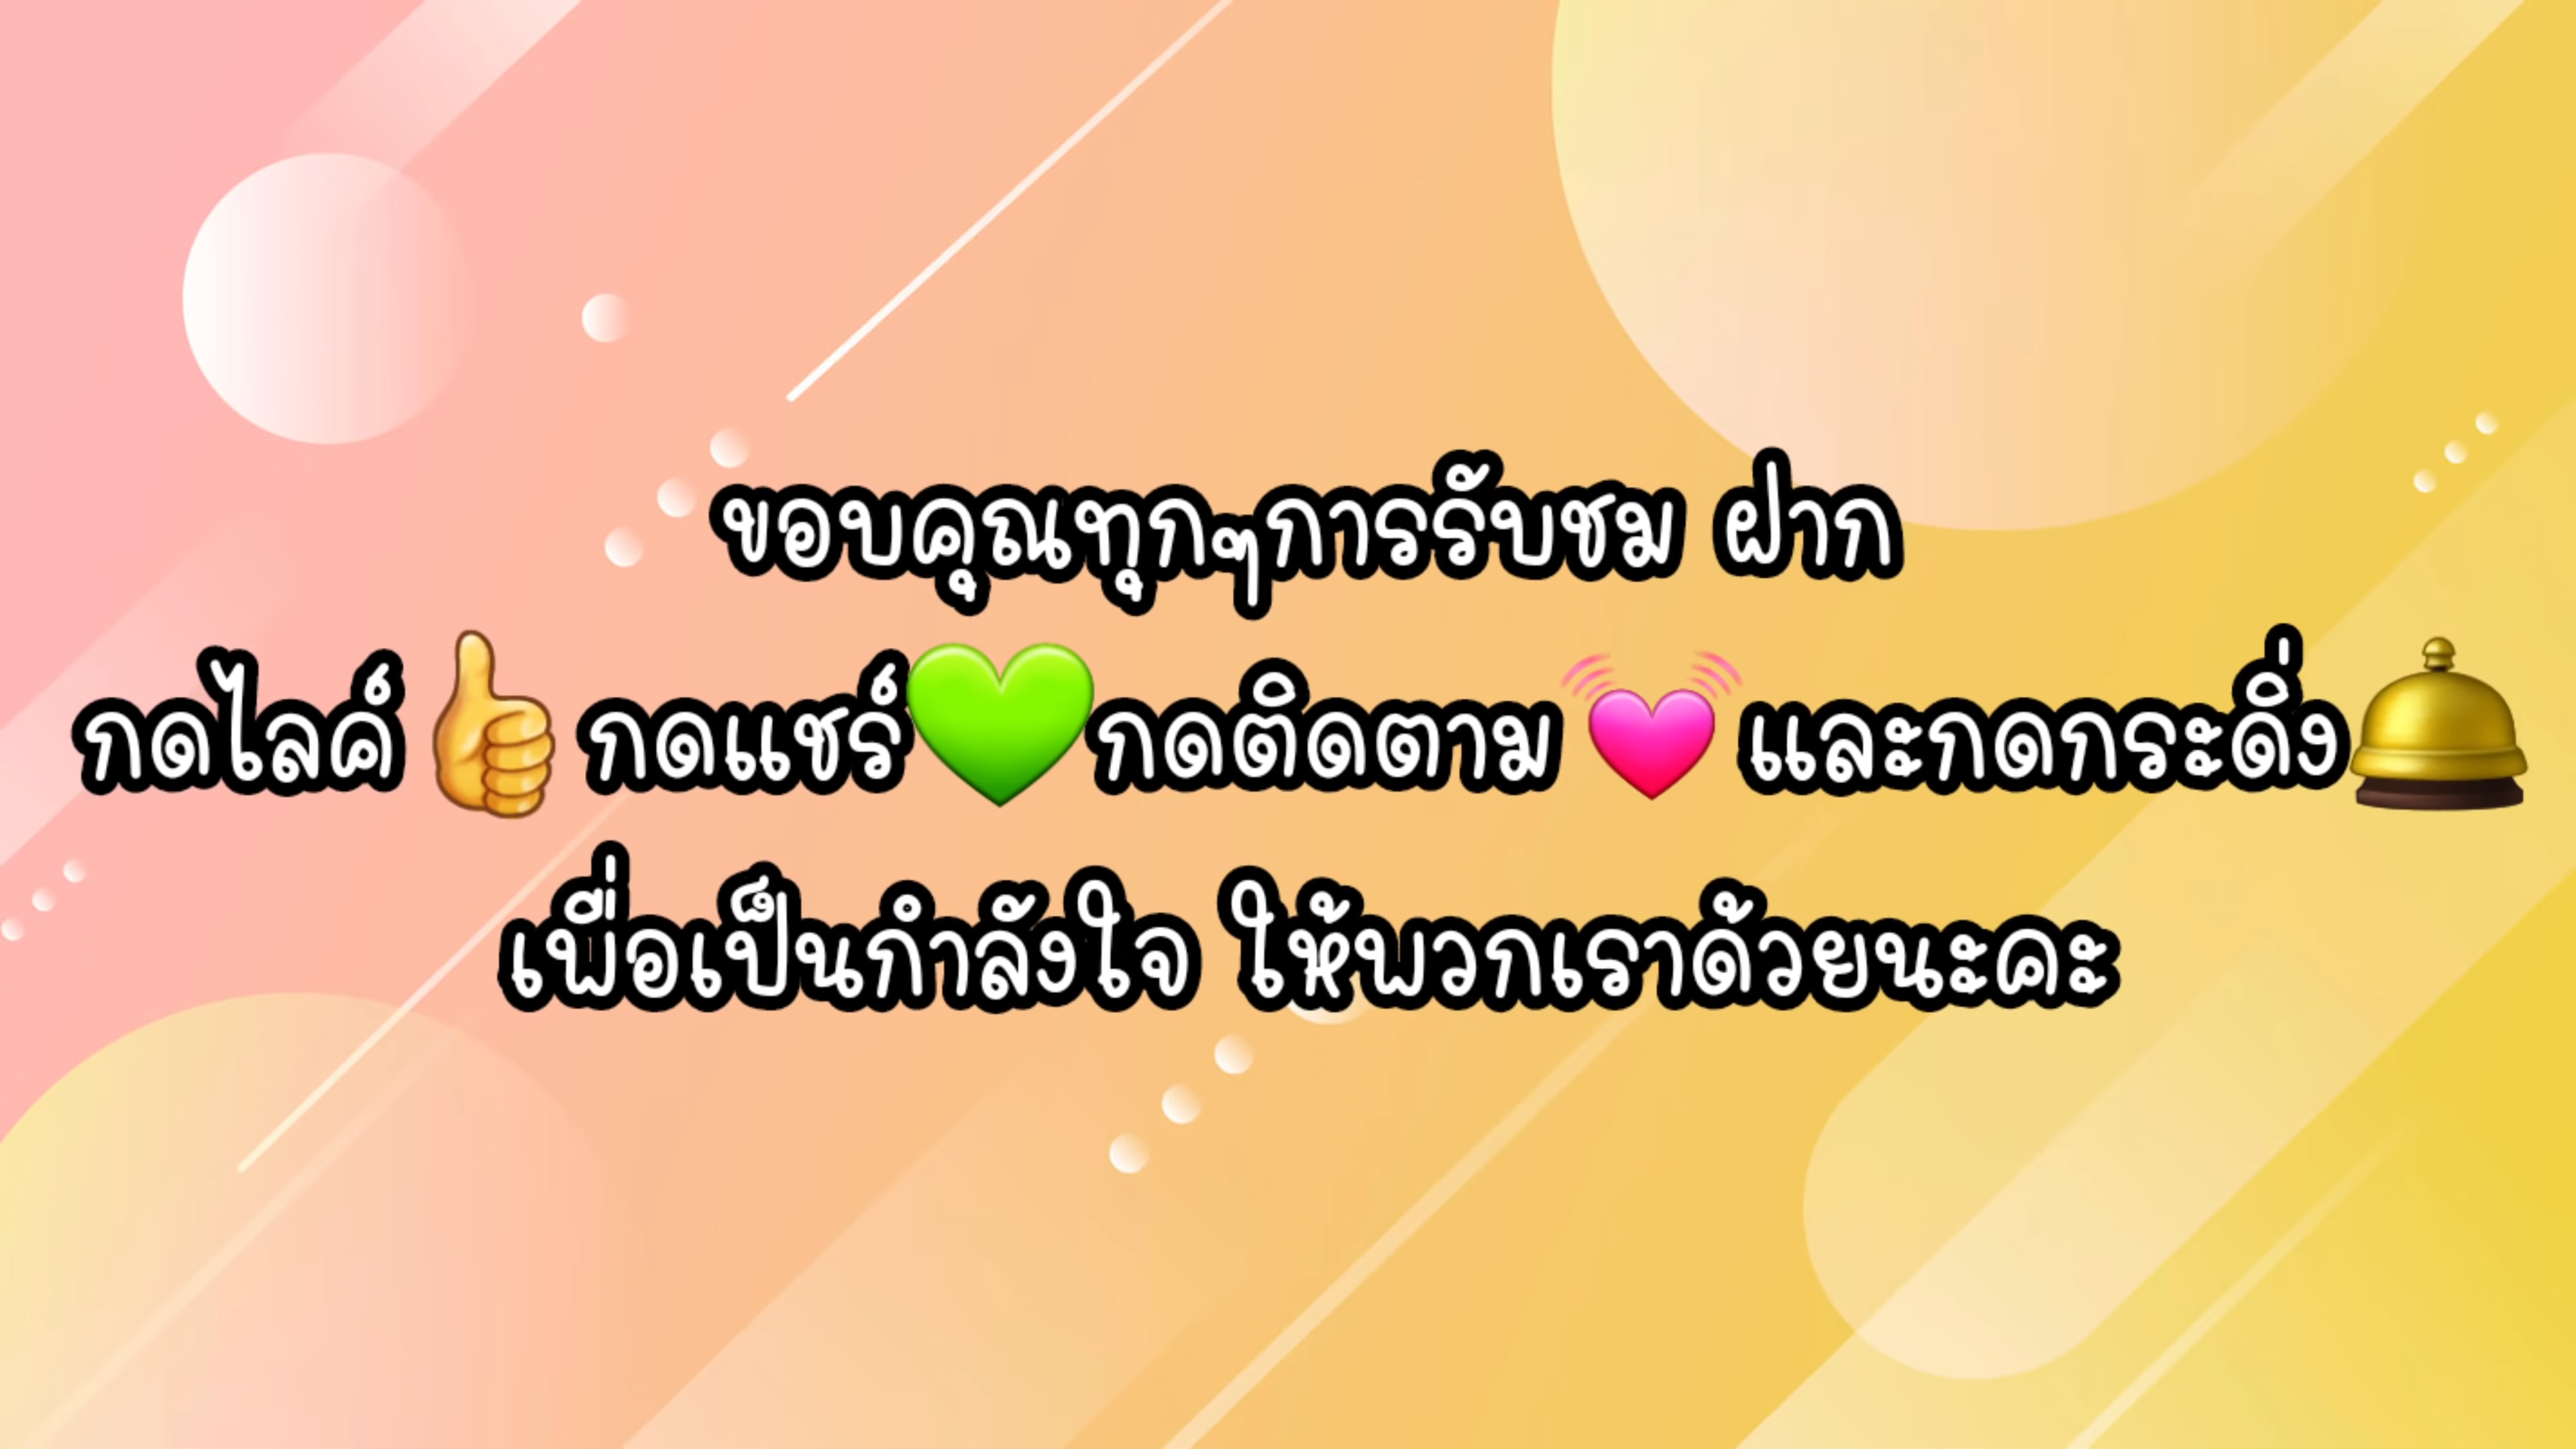 ขอบคุณทุกๆการรับชม ฝาก
กดไลค์👍กดแชร์💚กดติดตาม💓และกดกระดิ่ง🛎️
เพื่อเป็นกำลังใจ ให้พวกเราด้วยนะคะ